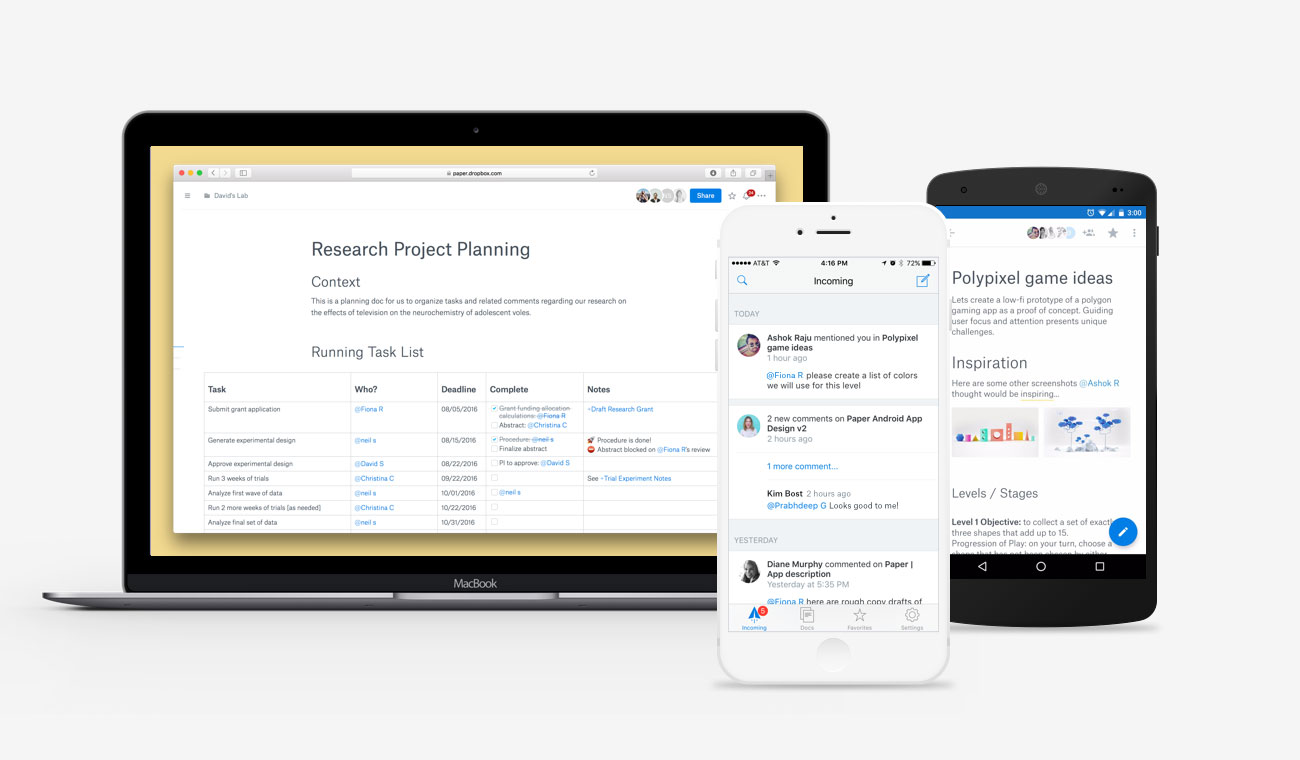 paper.dropbox.com
David's Lab
Share
Research Project Planning
Context
This is a planning doc for us to organize tasks and related comments regarding our research on
the effects of television on the neurochemistry of adolescent voles.
Running Task List
Task Who? Deadline Complete Notes
Submit grant application @Fiona R 08/05/2016 Grant funding allocation +Draft Research Grant
calculations: @Fiona R
Abstract: @Christina C
Generate experimental design @neil s 08/15/2016 Procedure: @neil s 🚀 Procedure is done!
Finalize abstract ⛔ Abstract blocked on @Fiona R's review.
Approve experimental design @David S 08/22/2016 PI to approve: @David S
Run 3 weeks of trials @Christina C 09/22/2016 See +Trial Experiment Notes
Analyze first wave of data @neil s 10/01/2016 @neil s
Run 2 more weeks of trials [as needed] @Christina C 10/22/2016
Analyze final set of data @neil s 10/31/2016
MacBook
AT&T 4:16 PM 72%
Incoming
TODAY
Ashok Raju mentioned you in Polypixel
game ideas
1 hour ago
@Fiona R please create a list of colors
we will use for this level
2 new comments on Paper Android App
Design v2
2 hours ago
1 more comment...
Kim Bost 2 hours ago
@Prabhdeep G Looks good to me!
YESTERDAY
Diane Murphy commented on Paper |
App description
Yesterday at 5:35 PM
@Fiona R here are rough copy drafts of
5
Incoming Docs Favorites Settings
3:00
Polypixel game ideas
Lets create a low-fi prototype of a polygon
gaming app as a proof of concept. Guiding
user focus and attention presents unique
challenges.
Inspiration
Here are some other screenshots @Ashok R
thought would be inspiring...
Levels / Stages
Level 1 Objective: to collect a set of exactl
three shapes that add up to 15.
Progression of Play: on your turn, choose a
shape that has not been chosen by either